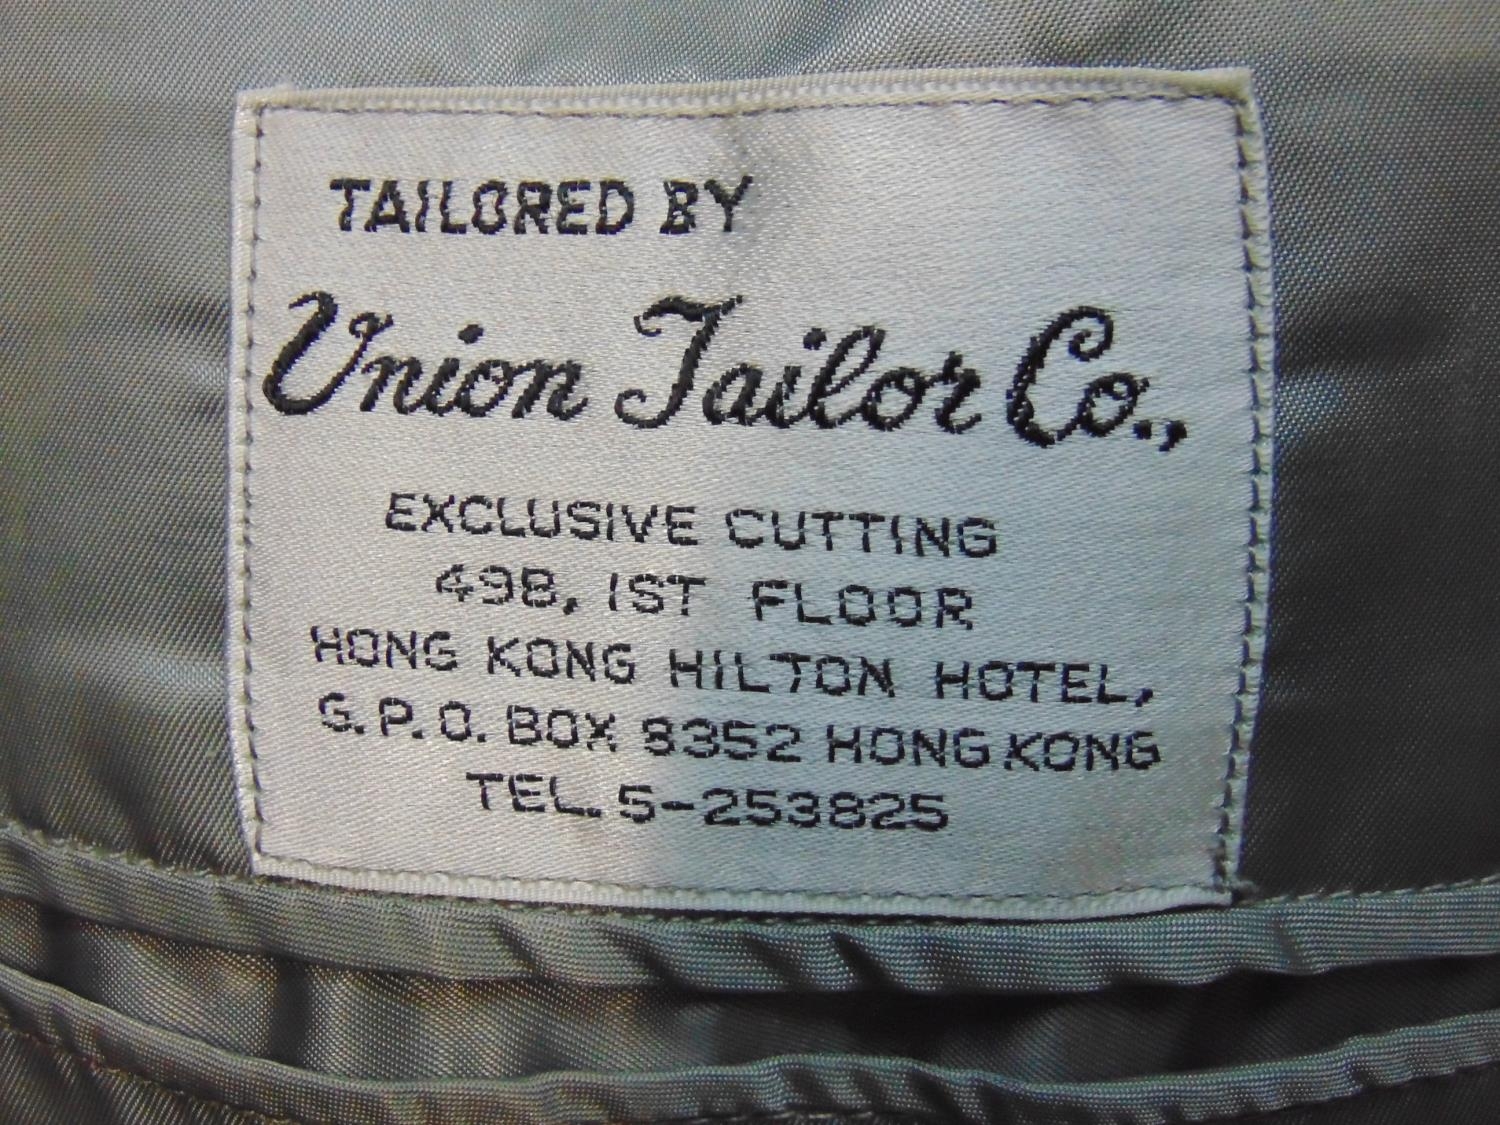 TAILORED BY
Union Tailor Co.,
EXCLUSIVE CUTTING
49B, 1ST FLOOR
HONG KONG HILTON HOTEL,
G.P.O. BOX 8352 HONG KONG
TEL. 5-253825